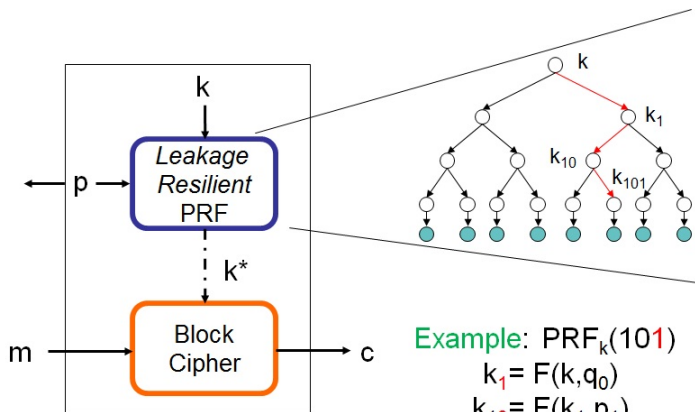 k
Leakage
Resilient
PRF
p
k*
m
Block
Cipher
c
k
k1
k10
k101
Example: PRFk(101)
k1= F(k,q0)